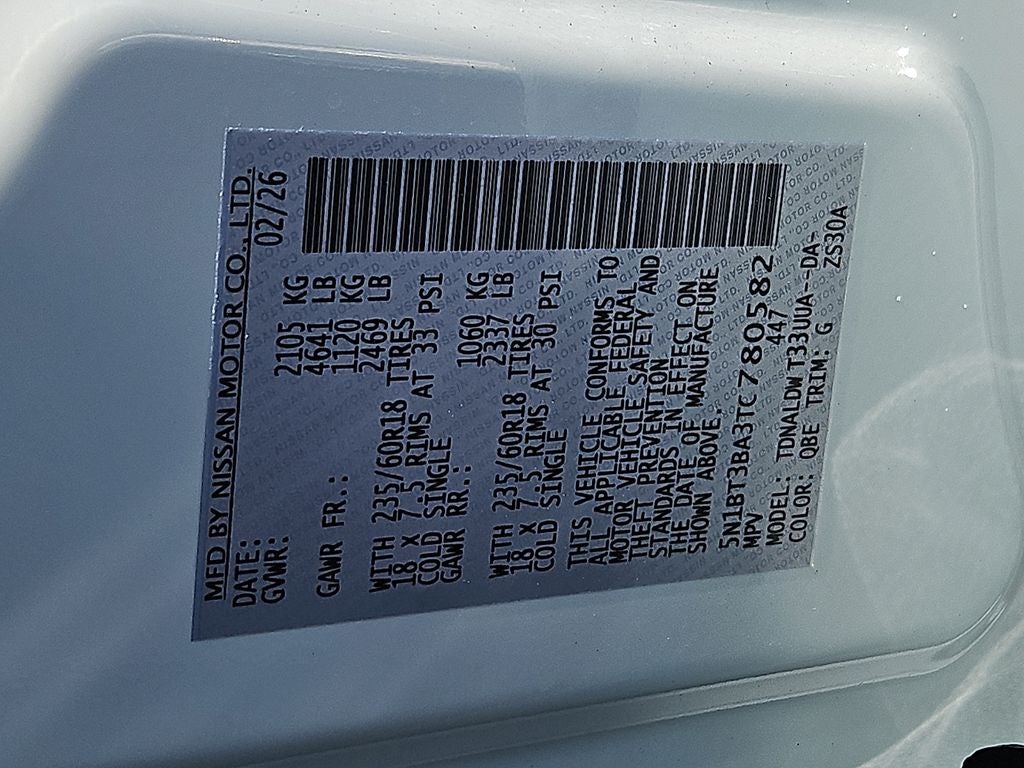 MFD BY NISSAN MOTOR CO., LTD.
DATE: 02/26
GVWR: 2105 KG
4641 LB
GAWR FR.: 1120 KG
2469 LB
WITH 235/60R18 TIRES
18 X 7.5 RIMS AT 33 PSI
COLD SINGLE
GAWR RR.: 1060 KG
2337 LB
WITH 235/60R18 TIRES
18 X 7.5 RIMS AT 30 PSI
COLD SINGLE
THIS VEHICLE CONFORMS TO
ALL APPLICABLE FEDERAL
MOTOR VEHICLE SAFETY AND
THEFT PREVENTION
STANDARDS IN EFFECT ON
THE DATE OF MANUFACTURE
SHOWN ABOVE.
5N1BT3BA3TC780582
MPV 447
MODEL: TDNALDW T33UUA--DA-
COLOR: QBE TRIM: G ZS30A